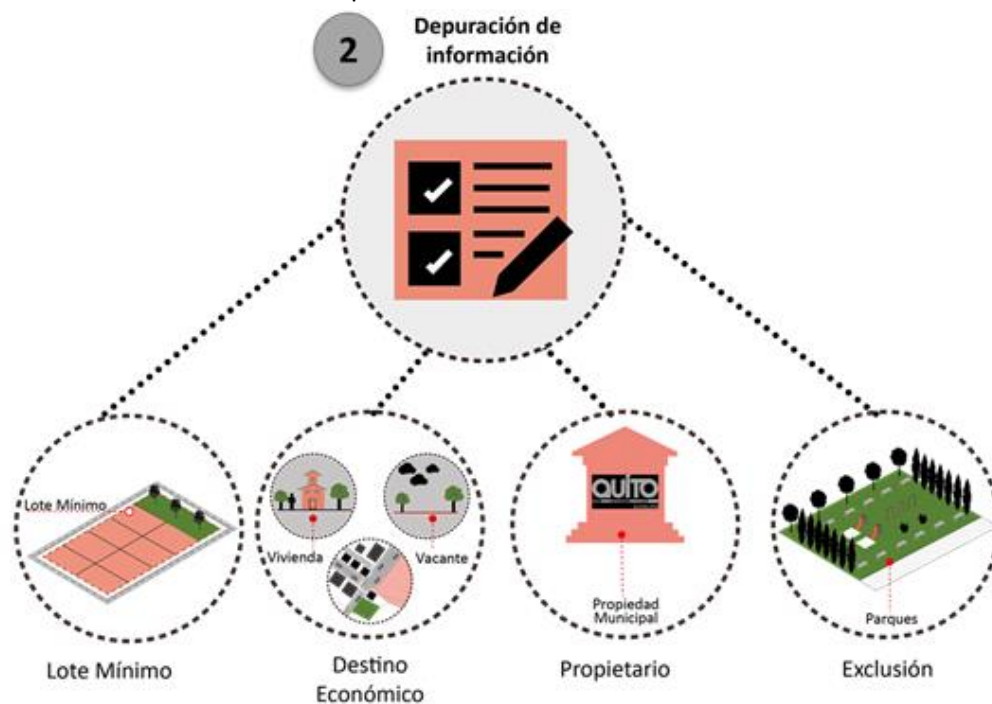 2
Depuración de
información
Lote Mínimo
Vivienda
Vacante
QUITO
Propiedad
Municipal
Parques
Lote Mínimo
Destino
Económico
Propietario
Exclusión